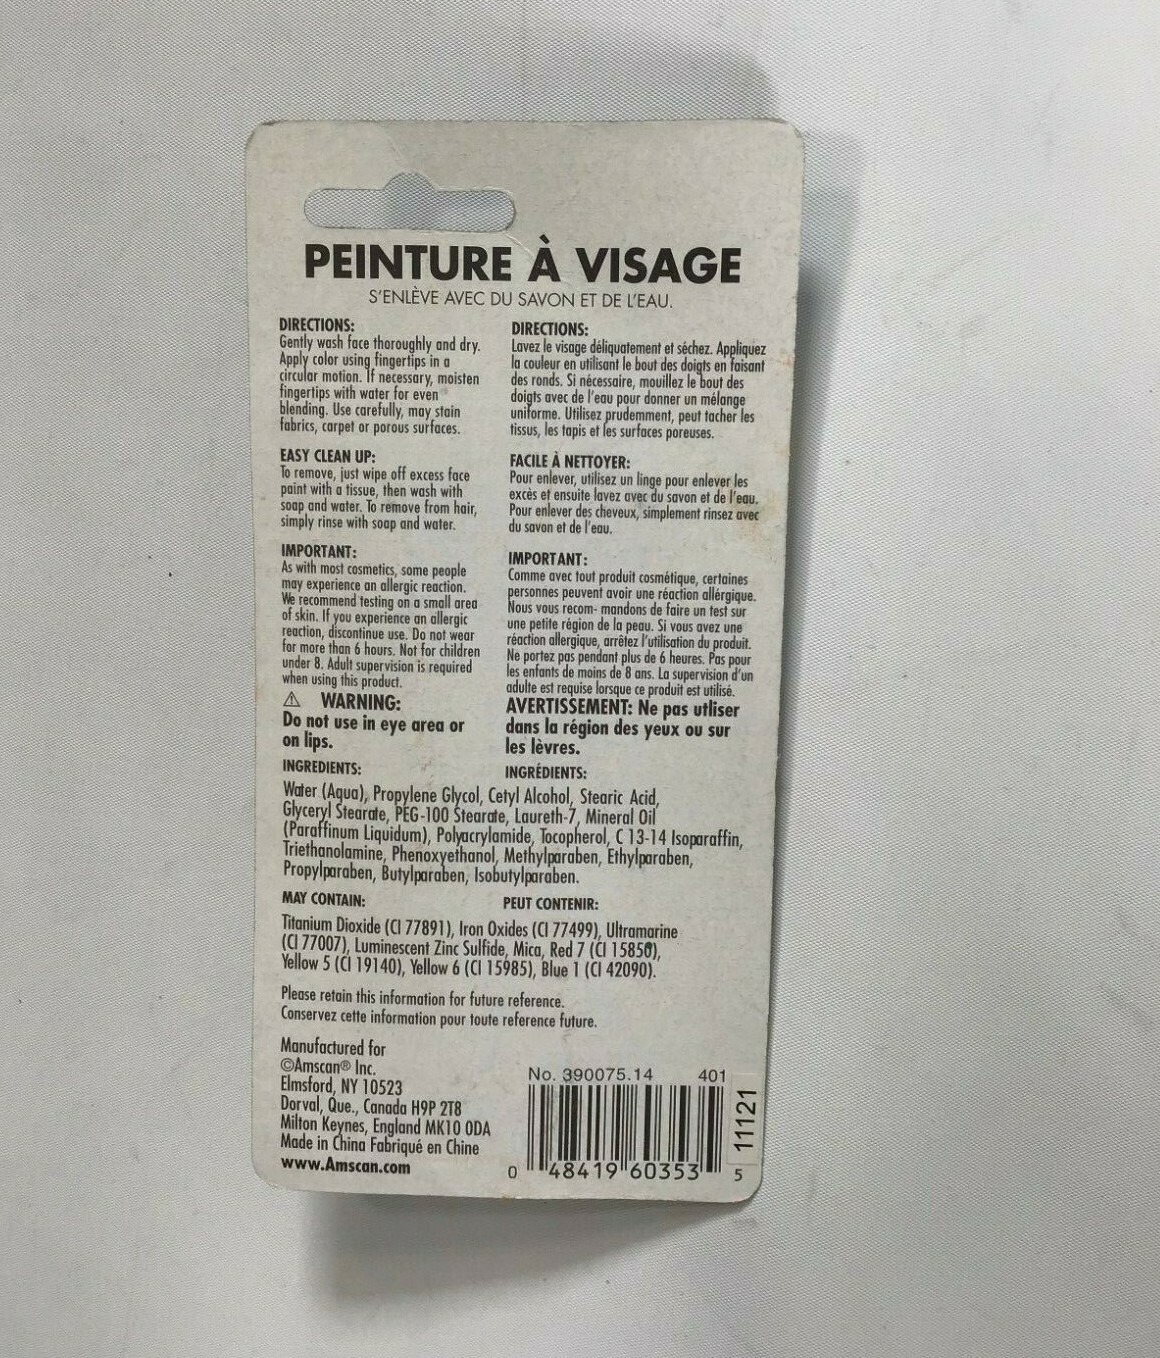 PEINTURE À VISAGE
S'ENLÈVE AVEC DU SAVON ET DE L'EAU.
DIRECTIONS:
Gently wash face thoroughly and dry.
Apply color using fingertips in a
circular motion. If necessary, moisten
fingertips with water for even
blending. Use carefully, may stain
fabrics, carpet or porous surfaces.
EASY CLEAN UP:
To remove, just wipe off excess face
paint with a tissue, then wash with
soap and water. To remove from hair,
simply rinse with soap and water.
IMPORTANT:
As with most cosmetics, some people
may experience an allergic reaction.
We recommend testing on a small area
of skin. If you experience an allergic
reaction, discontinue use. Do not wear
for more than 6 hours. Not for children
under 8. Adult supervision is required
when using this product.
⚠ WARNING:
Do not use in eye area or
on lips.
DIRECTIONS:
Lavez le visage déliquatement et séchez. Appliquez
la couleur en utilisant le bout des doigts en faisant
des ronds. Si nécessaire, mouillez le bout des
doigts avec de l'eau pour donner un mélange
uniforme. Utilisez prudemment, peut tacher les
tissus, les tapis et les surfaces poreuses.
FACILE À NETTOYER:
Pour enlever, utilisez un linge pour enlever les
excès et ensuite lavez avec du savon et de l'eau.
Pour enlever des cheveux, simplement rinsez avec
du savon et de l'eau.
IMPORTANT:
Comme avec tout produit cosmétique, certaines
personnes peuvent avoir une réaction allérgique.
Nous vous recom- mandons de faire un test sur
une petite région de la peau. Si vous avez une
réaction allergique, arrêtez l'utilisation du produit.
Ne portez pas pendant plus de 6 heures. Pas pour
les enfants de moins de 8 ans. La supervision d'un
adulte est requise lorsque ce produit est utilisé.
AVERTISSEMENT: Ne pas utliser
dans la région des yeux ou sur
les lèvres.
INGREDIENTS: INGRÉDIENTS:
Water (Aqua), Propylene Glycol, Cetyl Alcohol, Stearic Acid,
Glyceryl Stearate, PEG-100 Stearate, Laureth-7, Mineral Oil
(Paraffinum Liquidum), Polyacrylamide, Tocopherol, C 13-14 Isoparaffin,
Triethanolamine, Phenoxyethanol, Methylparaben, Ethylparaben,
Propylparaben, Butylparaben, Isobutylparaben.
MAY CONTAIN: PEUT CONTENIR:
Titanium Dioxide (CI 77891), Iron Oxides (CI 77499), Ultramarine
(CI 77007), Luminescent Zinc Sulfide, Mica, Red 7 (CI 15850),
Yellow 5 (CI 19140), Yellow 6 (CI 15985), Blue 1 (CI 42090).
Please retain this information for future reference.
Conservez cette information pour toute reference future.
Manufactured for
©Amscan® Inc.
Elmsford, NY 10523
Dorval, Que., Canada H9P 2T8
Milton Keynes, England MK10 0DA
Made in China Fabriqué en Chine
www.Amscan.com
No. 390075.14 401
0 48419 60353 5
11121